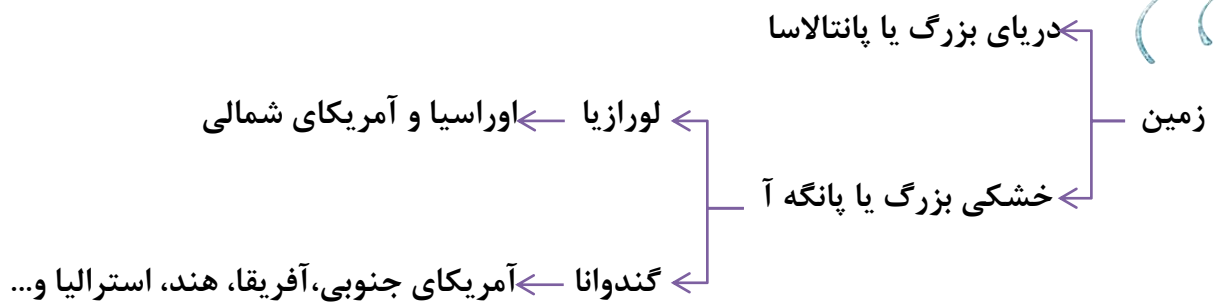 دریای بزرگ یا پانتالاسا
لورازیا اوراسیا و آمریکای شمالی
زمین
خشکی بزرگ یا پانگه آ
گندوانا آمریکای جنوبی،آفریقا، هند، استرالیا و...